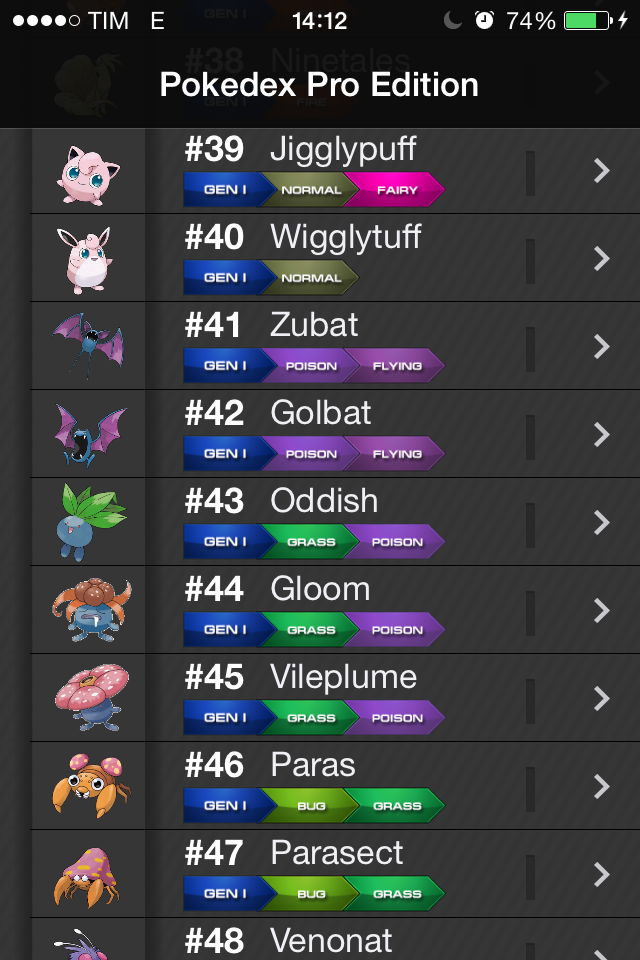 TIM E 14:12 74%
#38 Ninetales
Pokedex Pro Edition
GEN I FIRE
#39 Jigglypuff
GEN I NORMAL FAIRY
#40 Wigglytuff
GEN I NORMAL
#41 Zubat
GEN I POISON FLYING
#42 Golbat
GEN I POISON FLYING
#43 Oddish
GEN I GRASS POISON
#44 Gloom
GEN I GRASS POISON
#45 Vileplume
GEN I GRASS POISON
#46 Paras
GEN I BUG GRASS
#47 Parasect
GEN I BUG GRASS
#48 Venonat